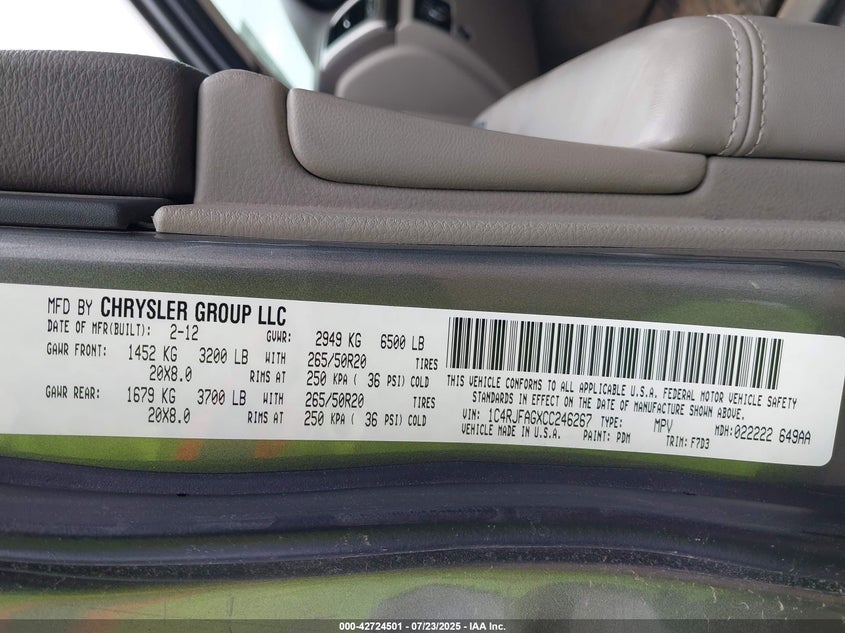 MFD BY CHRYSLER GROUP LLC
DATE OF MFR(BUILT): 2-12 GVWR: 2949 KG 6500 LB
GAWR FRONT: 1452 KG 3200 LB WITH 265/50R20 TIRES
20X8.0 RIMS AT 250 KPA ( 36 PSI) COLD
GAWR REAR: 1679 KG 3700 LB WITH 265/50R20 TIRES
20X8.0 RIMS AT 250 KPA ( 36 PSI) COLD
THIS VEHICLE CONFORMS TO ALL APPLICABLE U.S.A. FEDERAL MOTOR VEHICLE SAFETY
STANDARDS IN EFFECT ON THE DATE OF MANUFACTURE SHOWN ABOVE.
VIN: 1C4RJFAGXCC246267 TYPE: MPV MDH: 022222 649AA
VEHICLE MADE IN U.S.A. PAINT: PDM TRIM: F7D3
000-42724501 / 07/23/2025 - IAA Inc.